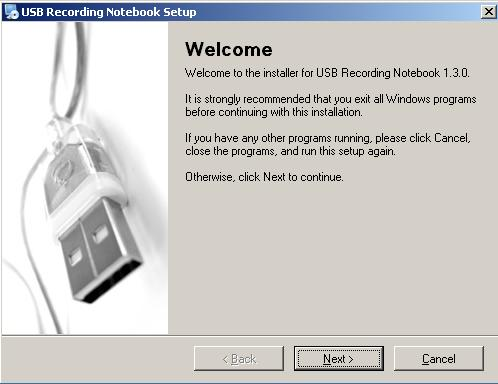 USB Recording Notebook Setup
Welcome
Welcome to the installer for USB Recording Notebook 1.3.0.
It is strongly recommended that you exit all Windows programs
before continuing with this installation.
If you have any other programs running, please click Cancel,
close the programs, and run this setup again.
Otherwise, click Next to continue.
< Back
Next >
Cancel